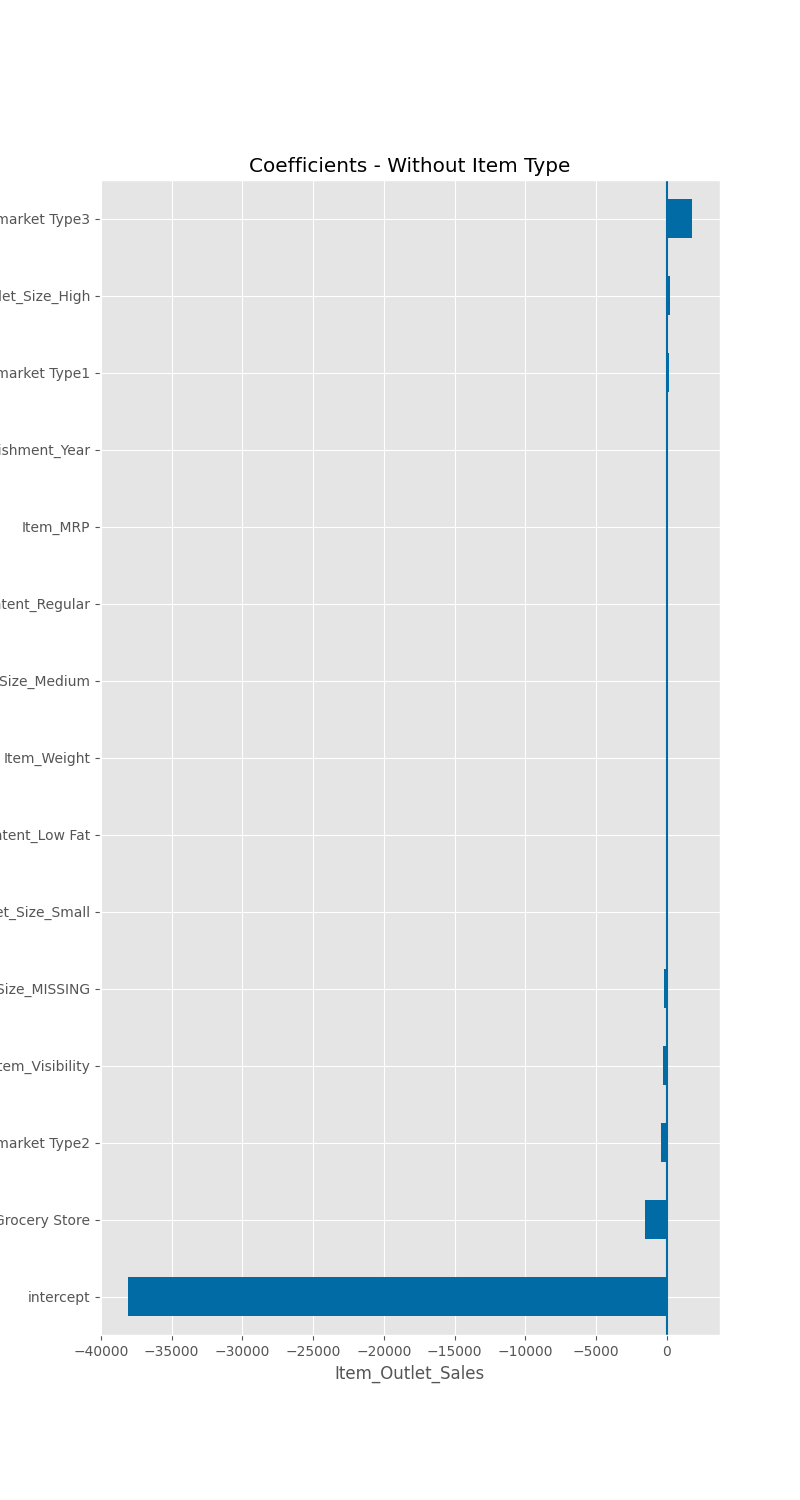 Coefficients - Without Item Type
market Type3
let_Size_High
market Type1
ishment_Year
Item_MRP
tent_Regular
Size_Medium
Item_Weight
tent_Low Fat
et_Size_Small
Size_MISSING
tem_Visibility
market Type2
Grocery Store
intercept
−40000 −35000 −30000 −25000 −20000 −15000 −10000 −5000 0
Item_Outlet_Sales